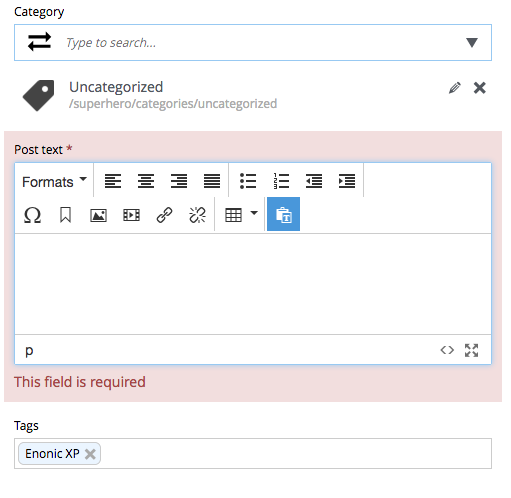 Category
Type to search...
Uncategorized
/superhero/categories/uncategorized
Post text *
Formats
p
This field is required
Tags
Enonic XP